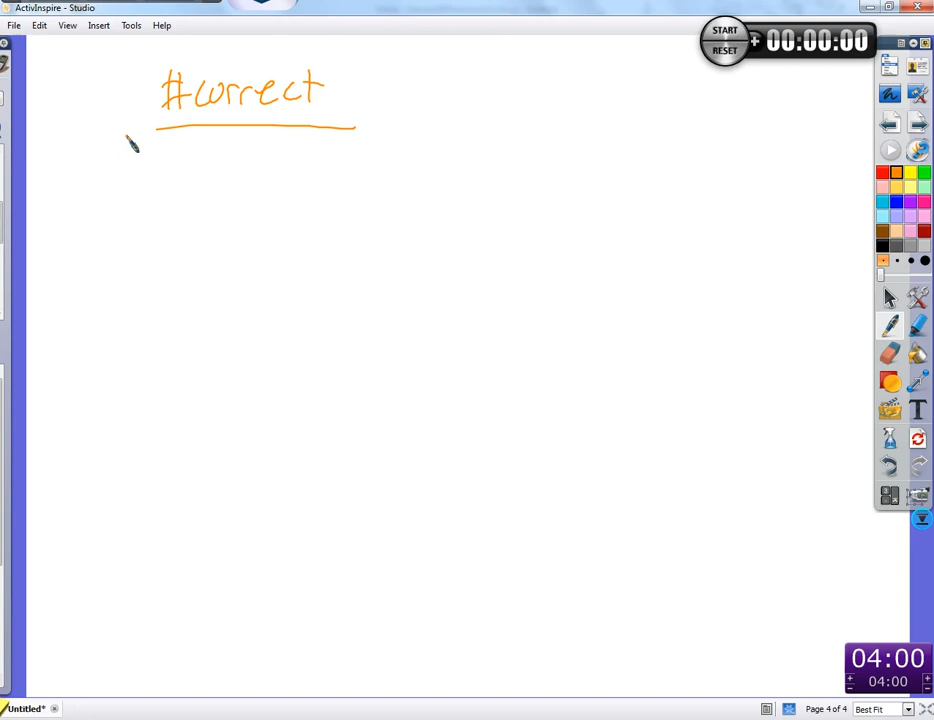 ActivInspire - Studio
File Edit View Insert Tools Help
START
RESET
+ 00:00:00
#correct
T
04:00
+ 04:00 +
- -
Untitled*
Page 4 of 4
Best Fit